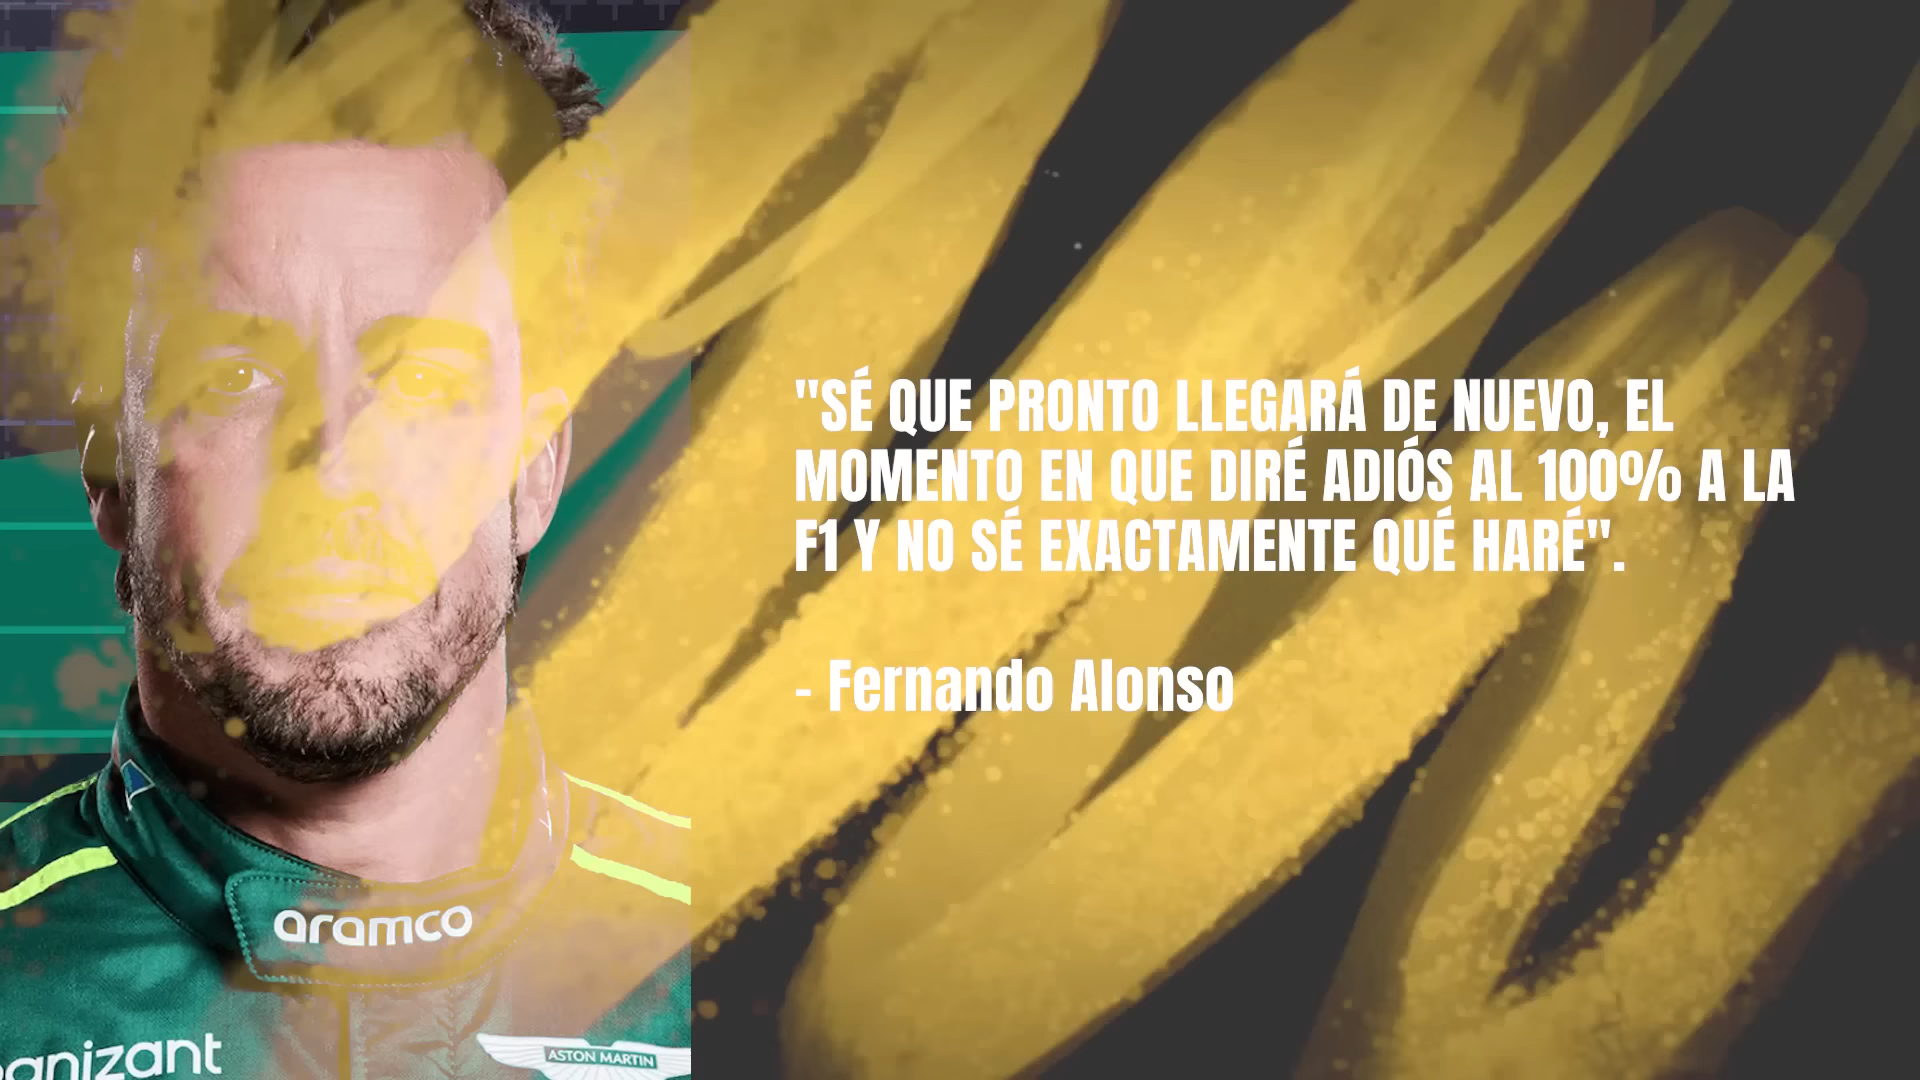 "SÉ QUE PRONTO LLEGARÁ DE NUEVO, EL
MOMENTO EN QUE DIRÉ ADIÓS AL 100% A LA
F1 Y NO SÉ EXACTAMENTE QUÉ HARÉ".
- Fernando Alonso
aramco
ognizant
ASTON MARTIN